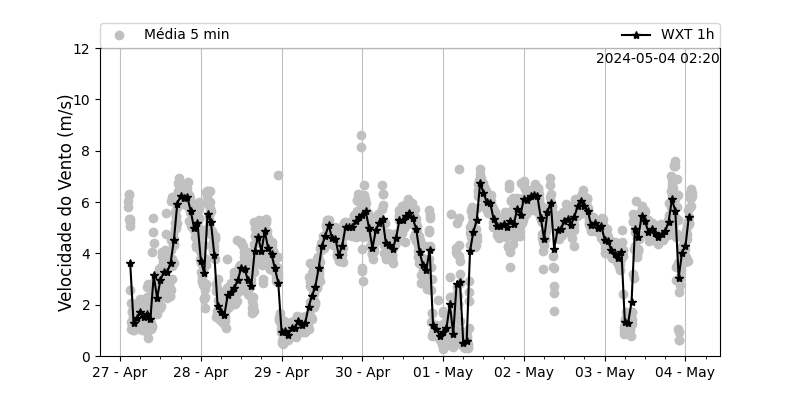 Média 5 min
WXT 1h
2024-05-04 02:20
Velocidade do Vento (m/s)
12
10
8
6
4
2
0
27 - Apr
28 - Apr
29 - Apr
30 - Apr
01 - May
02 - May
03 - May
04 - May